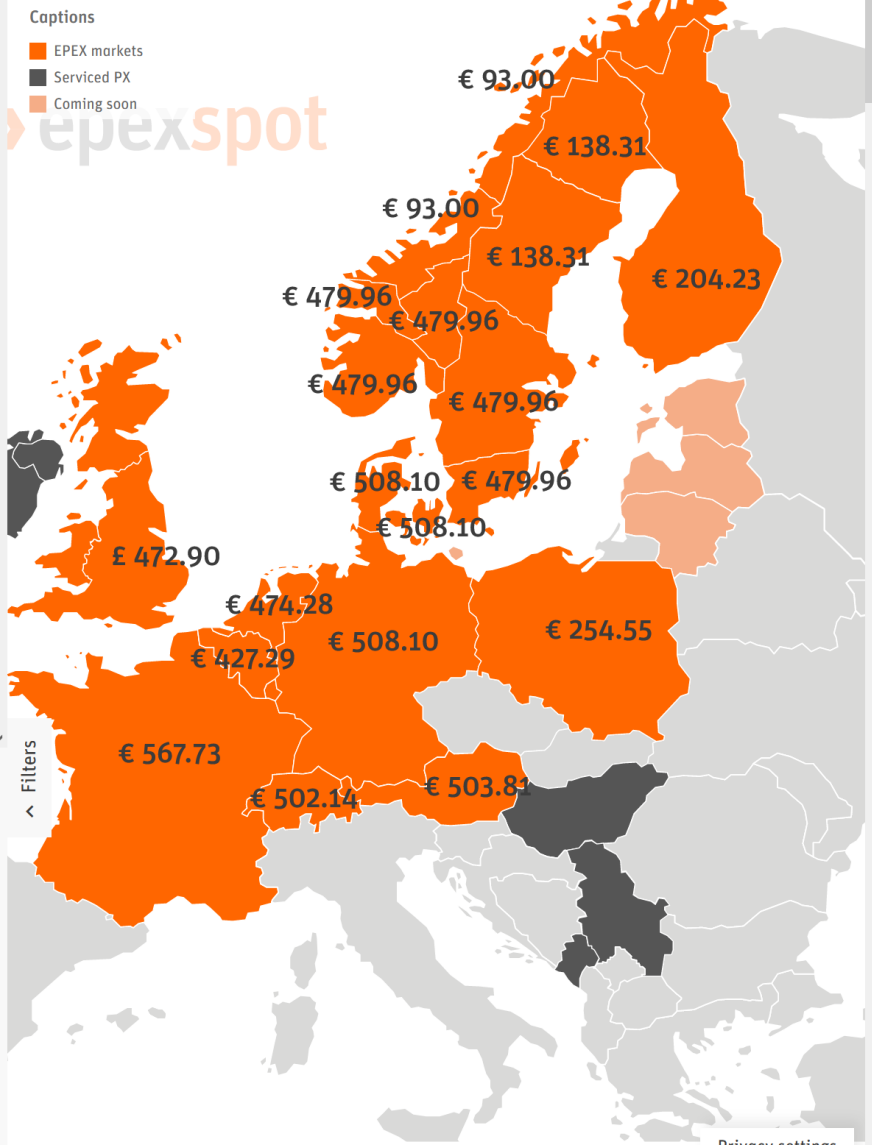 Captions
EPEX markets
Serviced PX
Coming soon
epexspot
€ 93.00
€ 138.31
€ 93.00
€ 138.31
€ 204.23
€ 479.96
€ 479.96
€ 479.96
€ 479.96
€ 508.10
€ 479.96
€ 508.10
£ 472.90
€ 474.28
€ 508.10
€ 254.55
€ 427.29
€ 567.73
€ 503.81
€ 502.14
Filters
Privacy settings